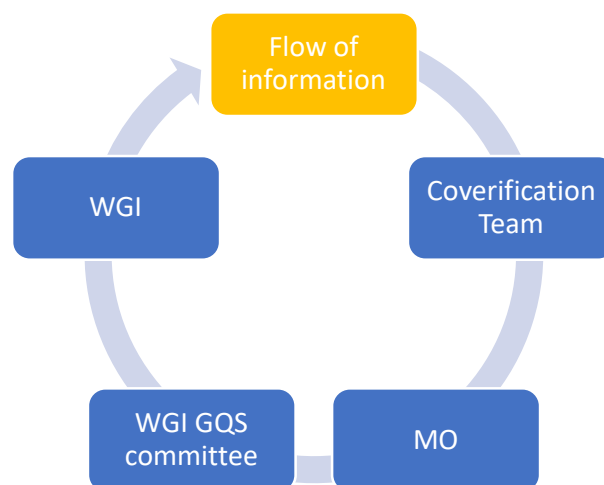 Flow of
information
Coverification
Team
MO
WGI GQS
committee
WGI